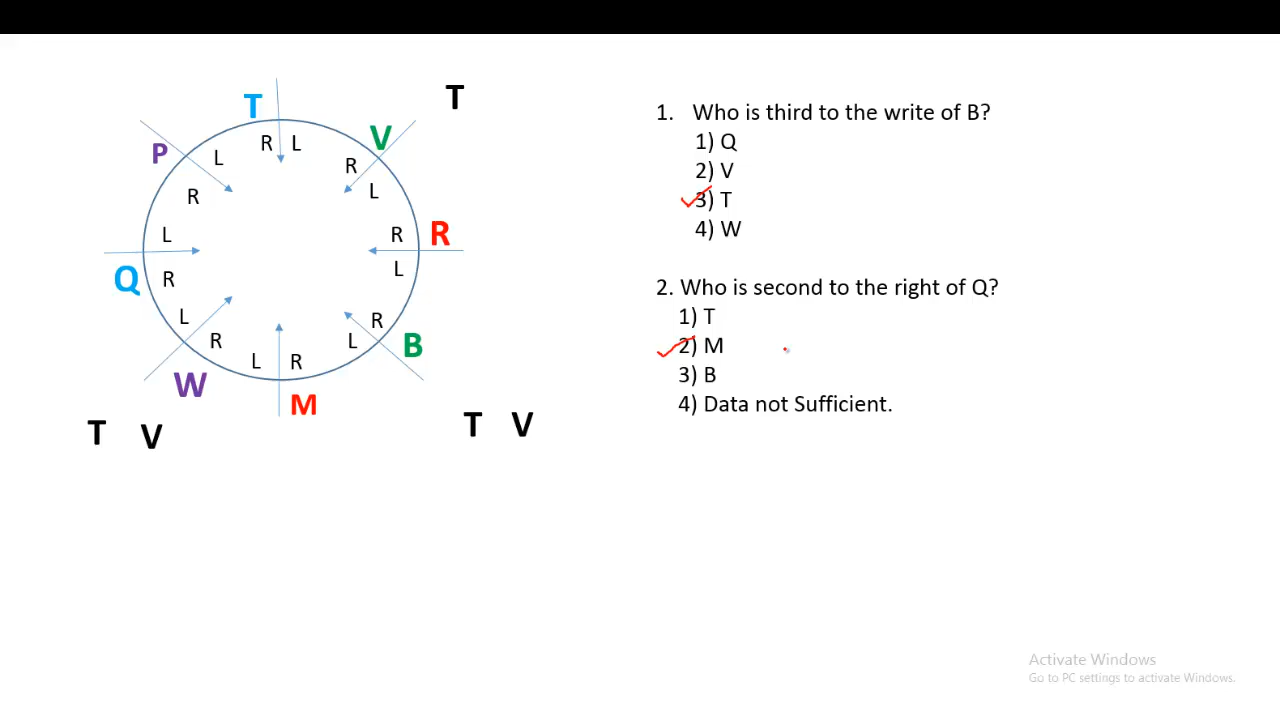 T
T
V
P
R L
L
R
R
L
L
R
R
L
Q
R
R
L
L
R
R
L
B
L
R
W
M
T V
T V
1. Who is third to the write of B?
1) Q
2) V
3) T
4) W
2. Who is second to the right of Q?
1) T
2) M
3) B
4) Data not Sufficient.
Activate Windows
Go to PC settings to activate Windows.